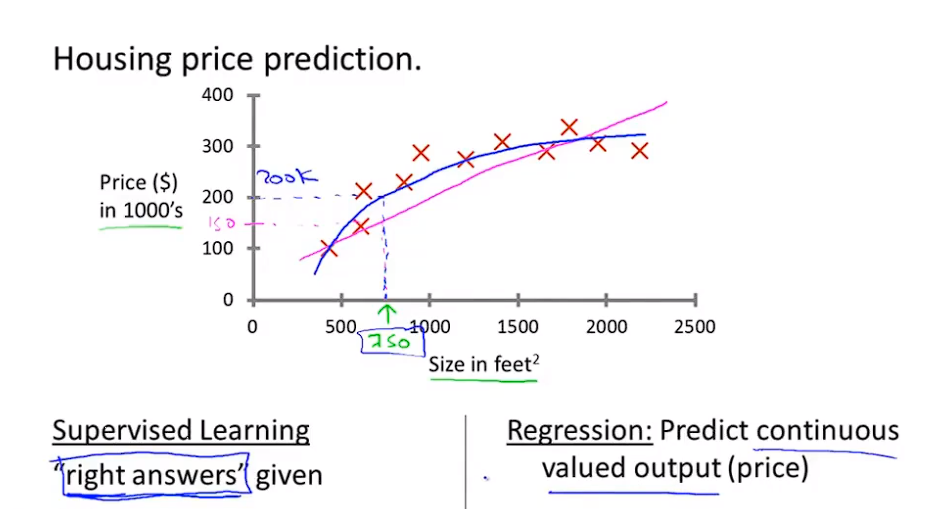 Housing price prediction.
400
300
200K
Price ($)
in 1000's
200
150
100
0
0
500
1000
1500
2000
2500
750
Size in feet²
Supervised Learning
"right answers" given
Regression: Predict continuous
valued output (price)